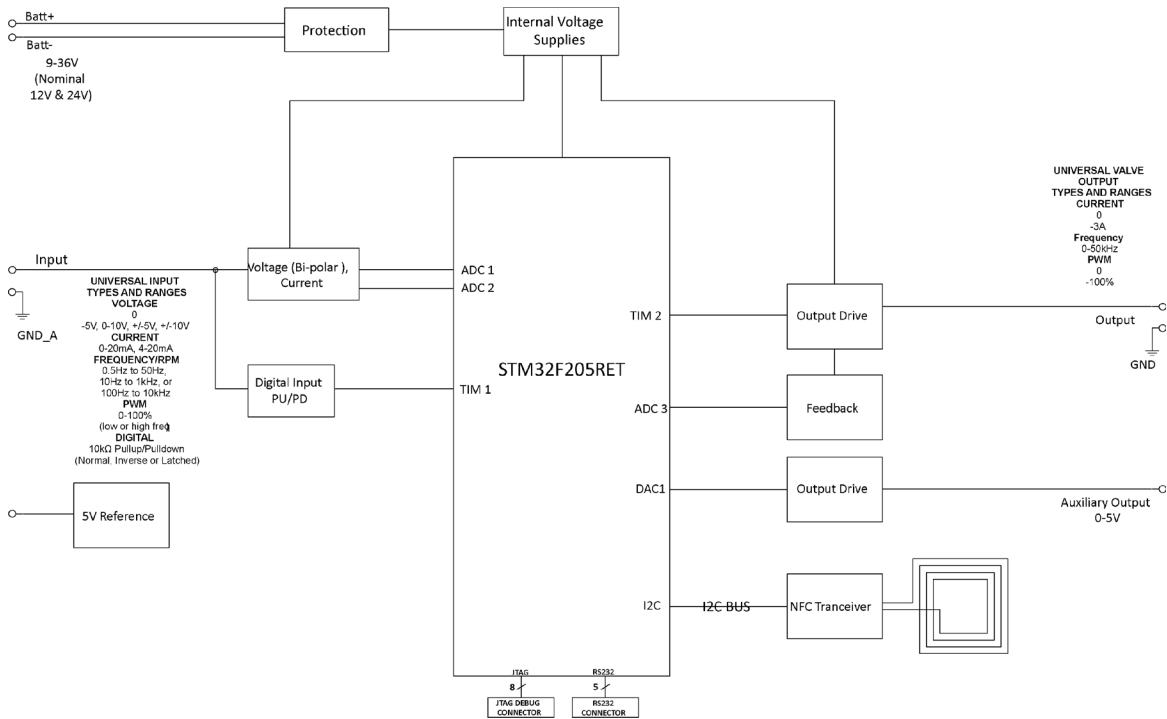 Batt+
Batt-
9-36V
(Nominal
12V & 24V)
Protection
Internal Voltage
Supplies
UNIVERSAL VALVE
OUTPUT
TYPES AND RANGES
CURRENT
0
-3A
Frequency
0-50kHz
PWM
0
-100%
Input
GND_A
UNIVERSAL INPUT
TYPES AND RANGES
VOLTAGE
0
-5V, 0-10V, +/-5V, +/-10V
CURRENT
0-20mA, 4-20mA
FREQUENCY/RPM
0.5Hz to 50Hz,
10Hz to 1kHz, or
100Hz to 10kHz
PWM
0-100%
(low or high freq)
DIGITAL
10kΩ Pullup/Pulldown
(Normal, Inverse or Latched)
Voltage (Bi-polar ),
Current
Digital Input
PU/PD
5V Reference
ADC 1
ADC 2
TIM 1
STM32F205RET
TIM 2
ADC 3
DAC1
I2C
Output Drive
Output
GND
Feedback
Output Drive
Auxiliary Output
0-5V
I2C BUS
NFC Tranceiver
JTAG
RS232
8
5
JTAG DEBUG
CONNECTOR
RS232
CONNECTOR